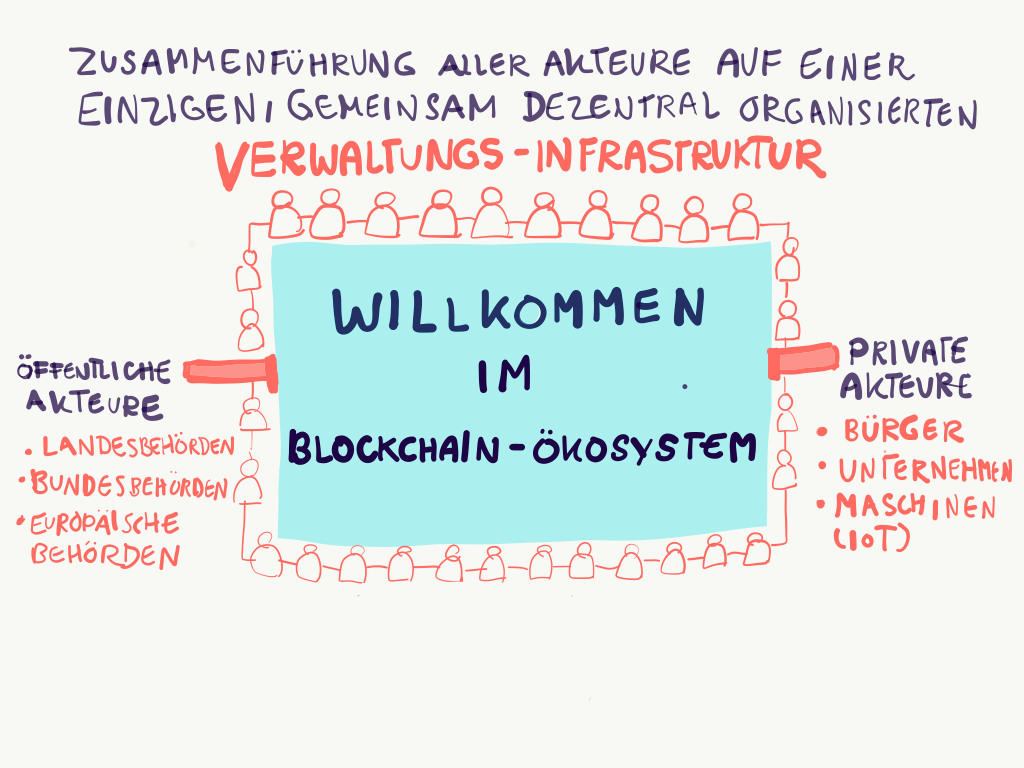 ZUSAMMENFÜHRUNG ALLER AKTEURE AUF EINER
EINZIGEN, GEMEINSAM DEZENTRAL ORGANISIERTEN
VERWALTUNGS-INFRASTRUKTUR
WILLKOMMEN
IM
BLOCKCHAIN-ÖKOSYSTEM
ÖFFENTLICHE
AKTEURE
• LANDESBEHÖRDEN
• BUNDESBEHÖRDEN
• EUROPÄISCHE
BEHÖRDEN
PRIVATE
AKTEURE
• BÜRGER
• UNTERNEHMEN
• MASCHINEN
(IOT)